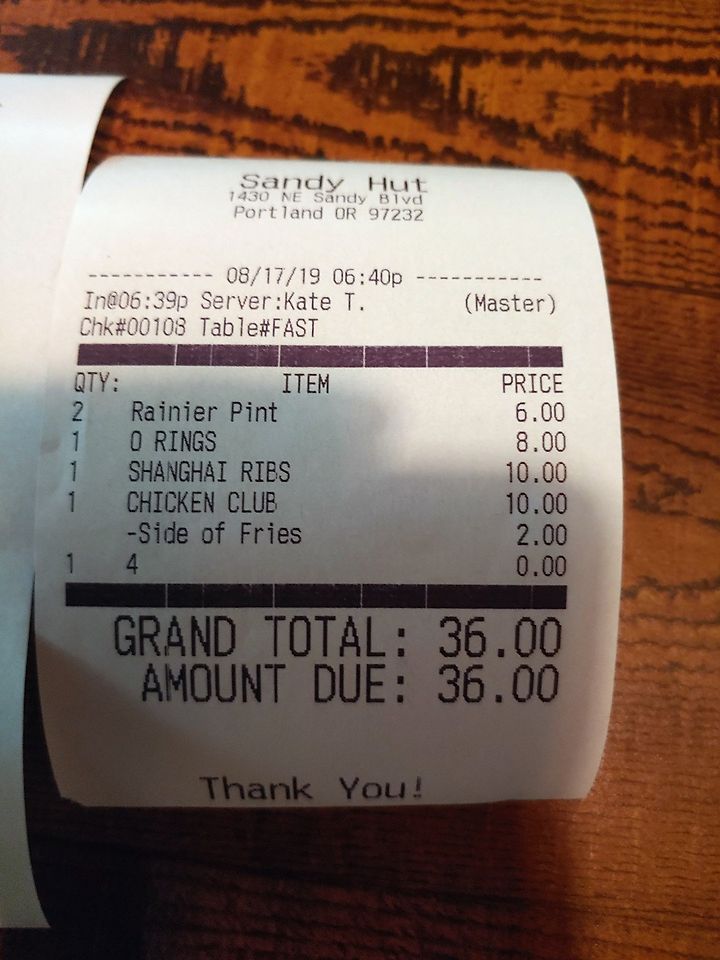 Sandy Hut
1430 NE Sandy Blvd
Portland OR 97232
----------- 08/17/19 06:40p -----------
In@06:39p Server:Kate T. (Master)
Chk#00108 Table#FAST
QTY: ITEM PRICE
2 Rainier Pint 6.00
1 O RINGS 8.00
1 SHANGHAI RIBS 10.00
1 CHICKEN CLUB 10.00
-Side of Fries 2.00
1 4 0.00
GRAND TOTAL: 36.00
AMOUNT DUE: 36.00
Thank You!